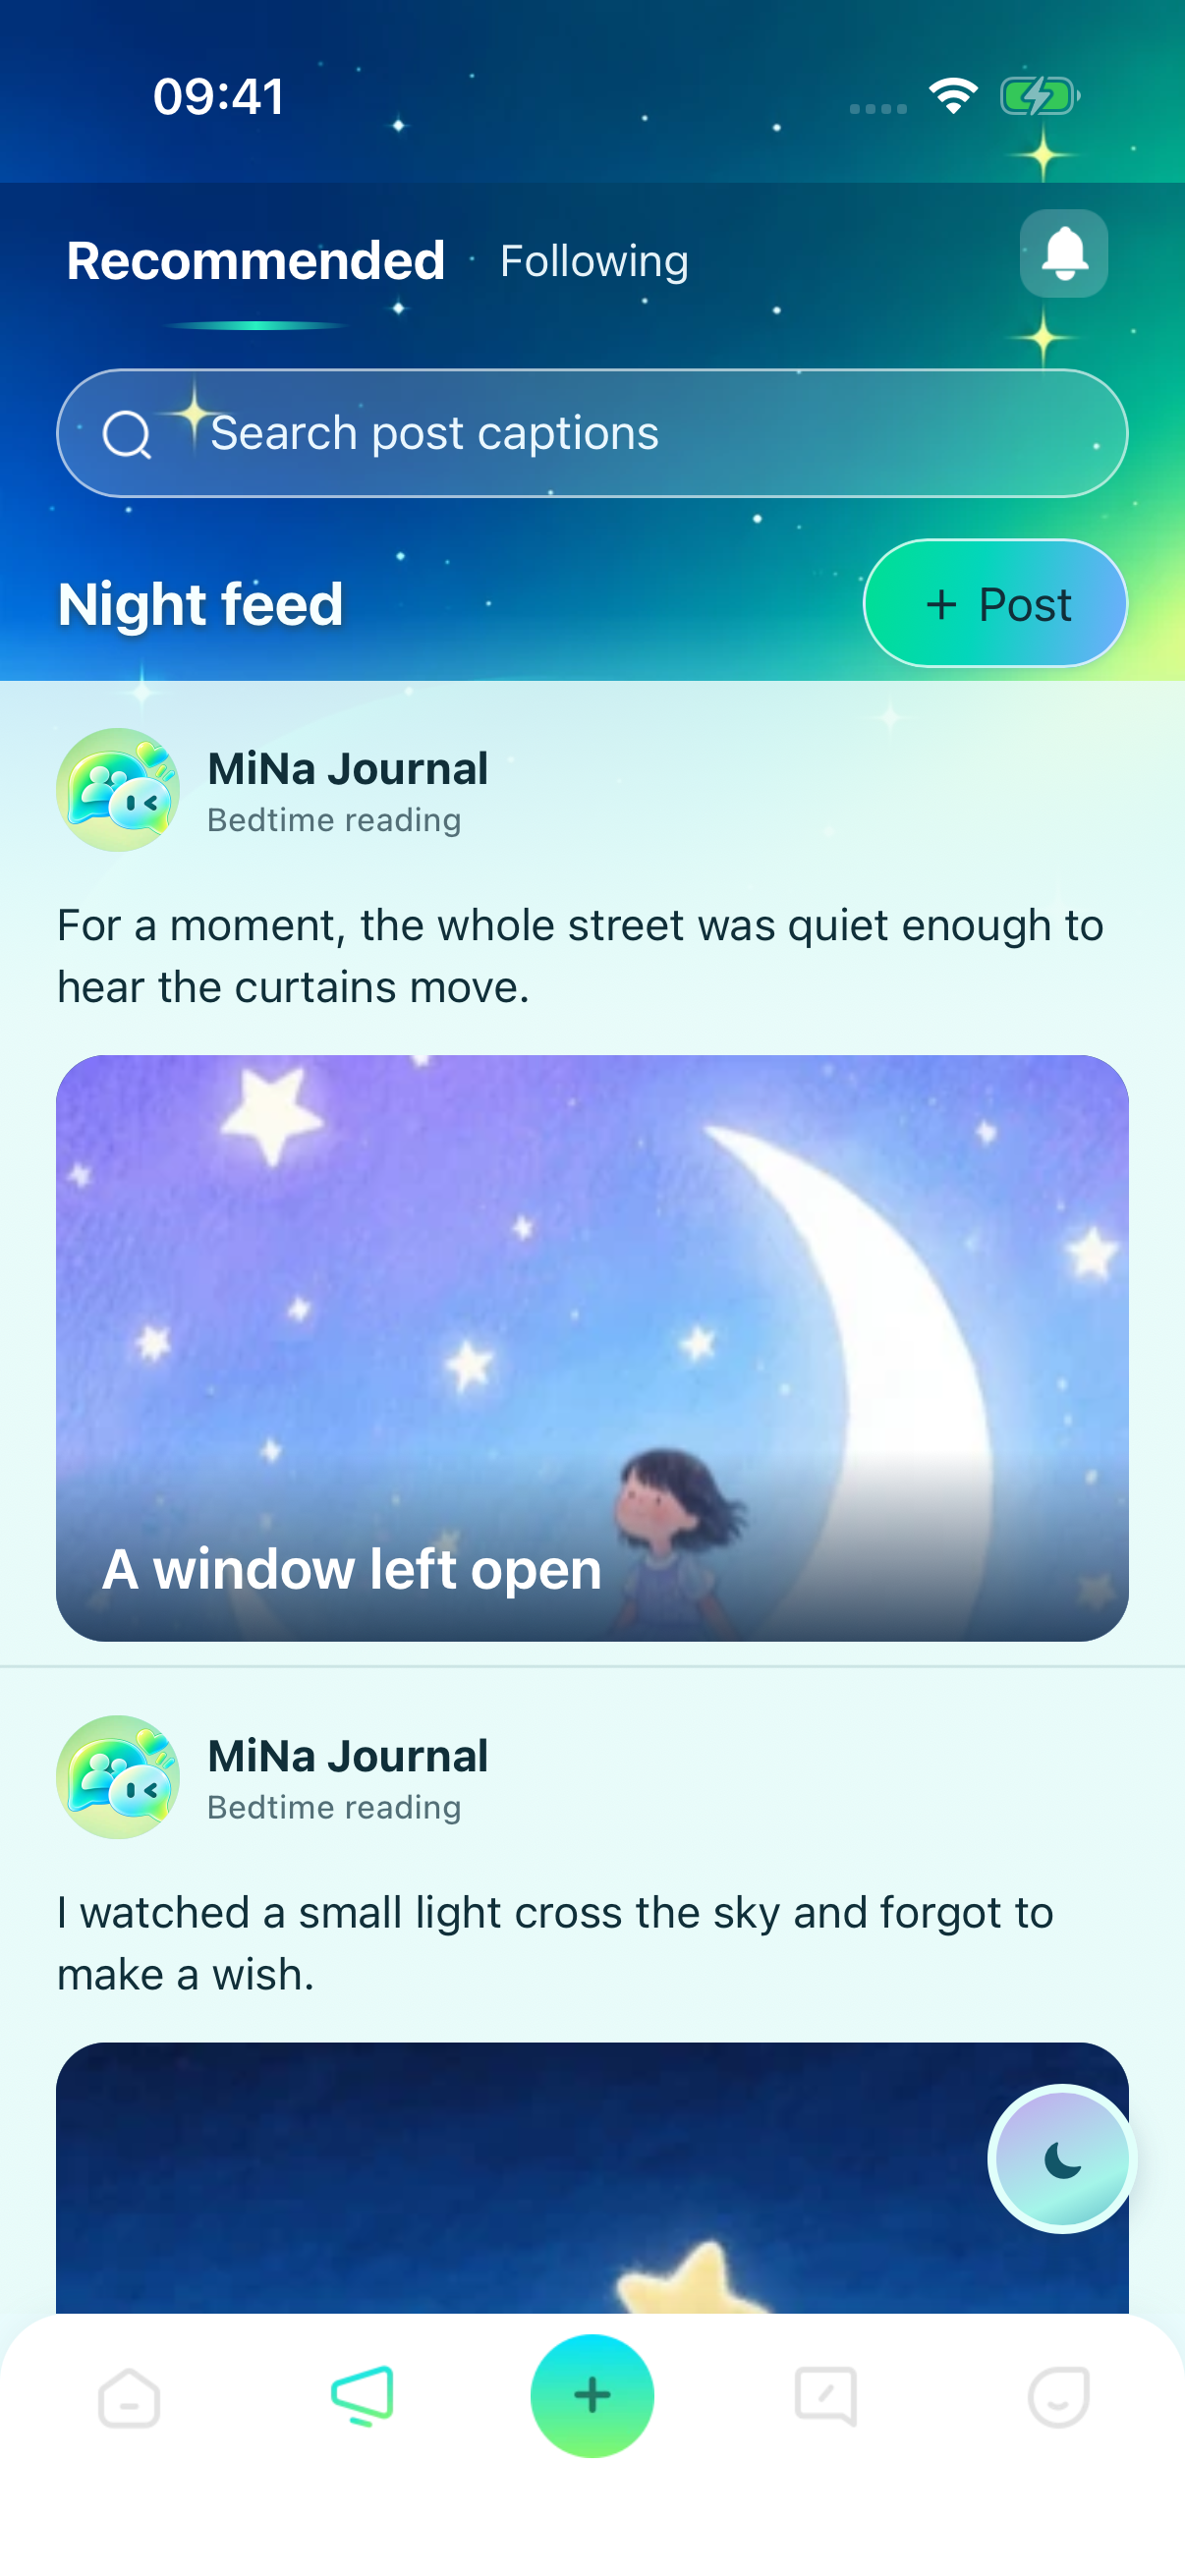 09:41
Recommended · Following
Search post captions
Night feed
+ Post
MiNa Journal
Bedtime reading
For a moment, the whole street was quiet enough to
hear the curtains move.
A window left open
MiNa Journal
Bedtime reading
I watched a small light cross the sky and forgot to
make a wish.